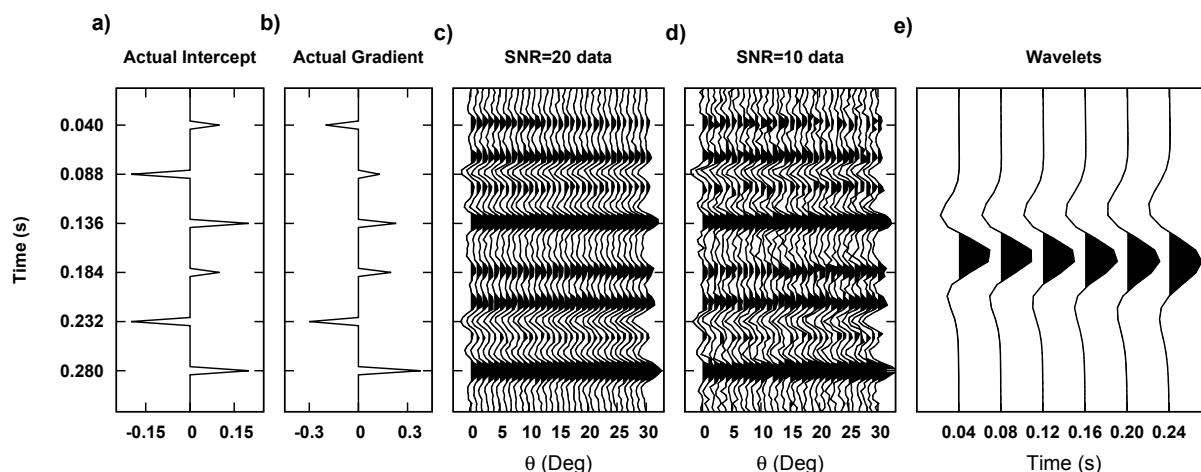 a)
b)
c)
d)
e)
Actual Intercept
Actual Gradient
SNR=20 data
SNR=10 data
Wavelets
Time (s)
0.040
0.088
0.136
0.184
0.232
0.280
-0.15 0 0.15
-0.3 0 0.3
0 5 10 15 20 25 30
0 5 10 15 20 25 30
0.04 0.08 0.12 0.16 0.20 0.24
θ (Deg)
θ (Deg)
Time (s)